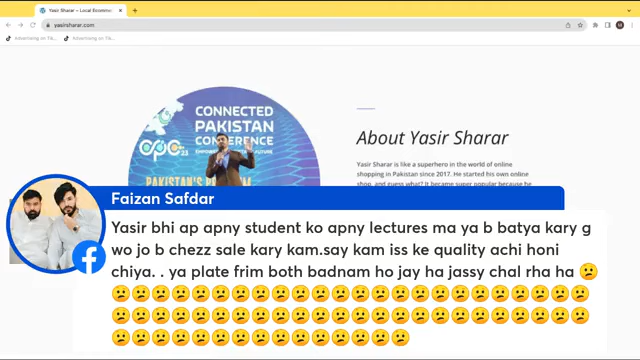 Yasir Sharar – Local Ecomm
yasirsharar.com
Advertising on Tik...
Advertising on Tik...
CONNECTED
PAKISTAN
CONFERENCE
PAKISTAN'S
About Yasir Sharar
Yasir Sharar is like a superhero in the world of online
shopping in Pakistan since 2017. He started his own online
shop, and guess what? It became super popular because he
Faizan Safdar
Yasir bhi ap apny student ko apny lectures ma ya b batya kary g
wo jo b chezz sale kary kam.say kam iss ke quality achi honi
chiya. . ya plate frim both badnam ho jay ha jassy chal rha ha 😕
😕😕😕😕😕😕😕😕😕😕😕😕😕😕😕😕😕😕😕😕😕😕😕😕
😕😕😕😕😕😕😕😕😕😕😕😕😕😕😕😕😕😕😕😕😕😕😕😕
😕😕😕😕😕😕😕😕😕😕😕😕😕😕😕